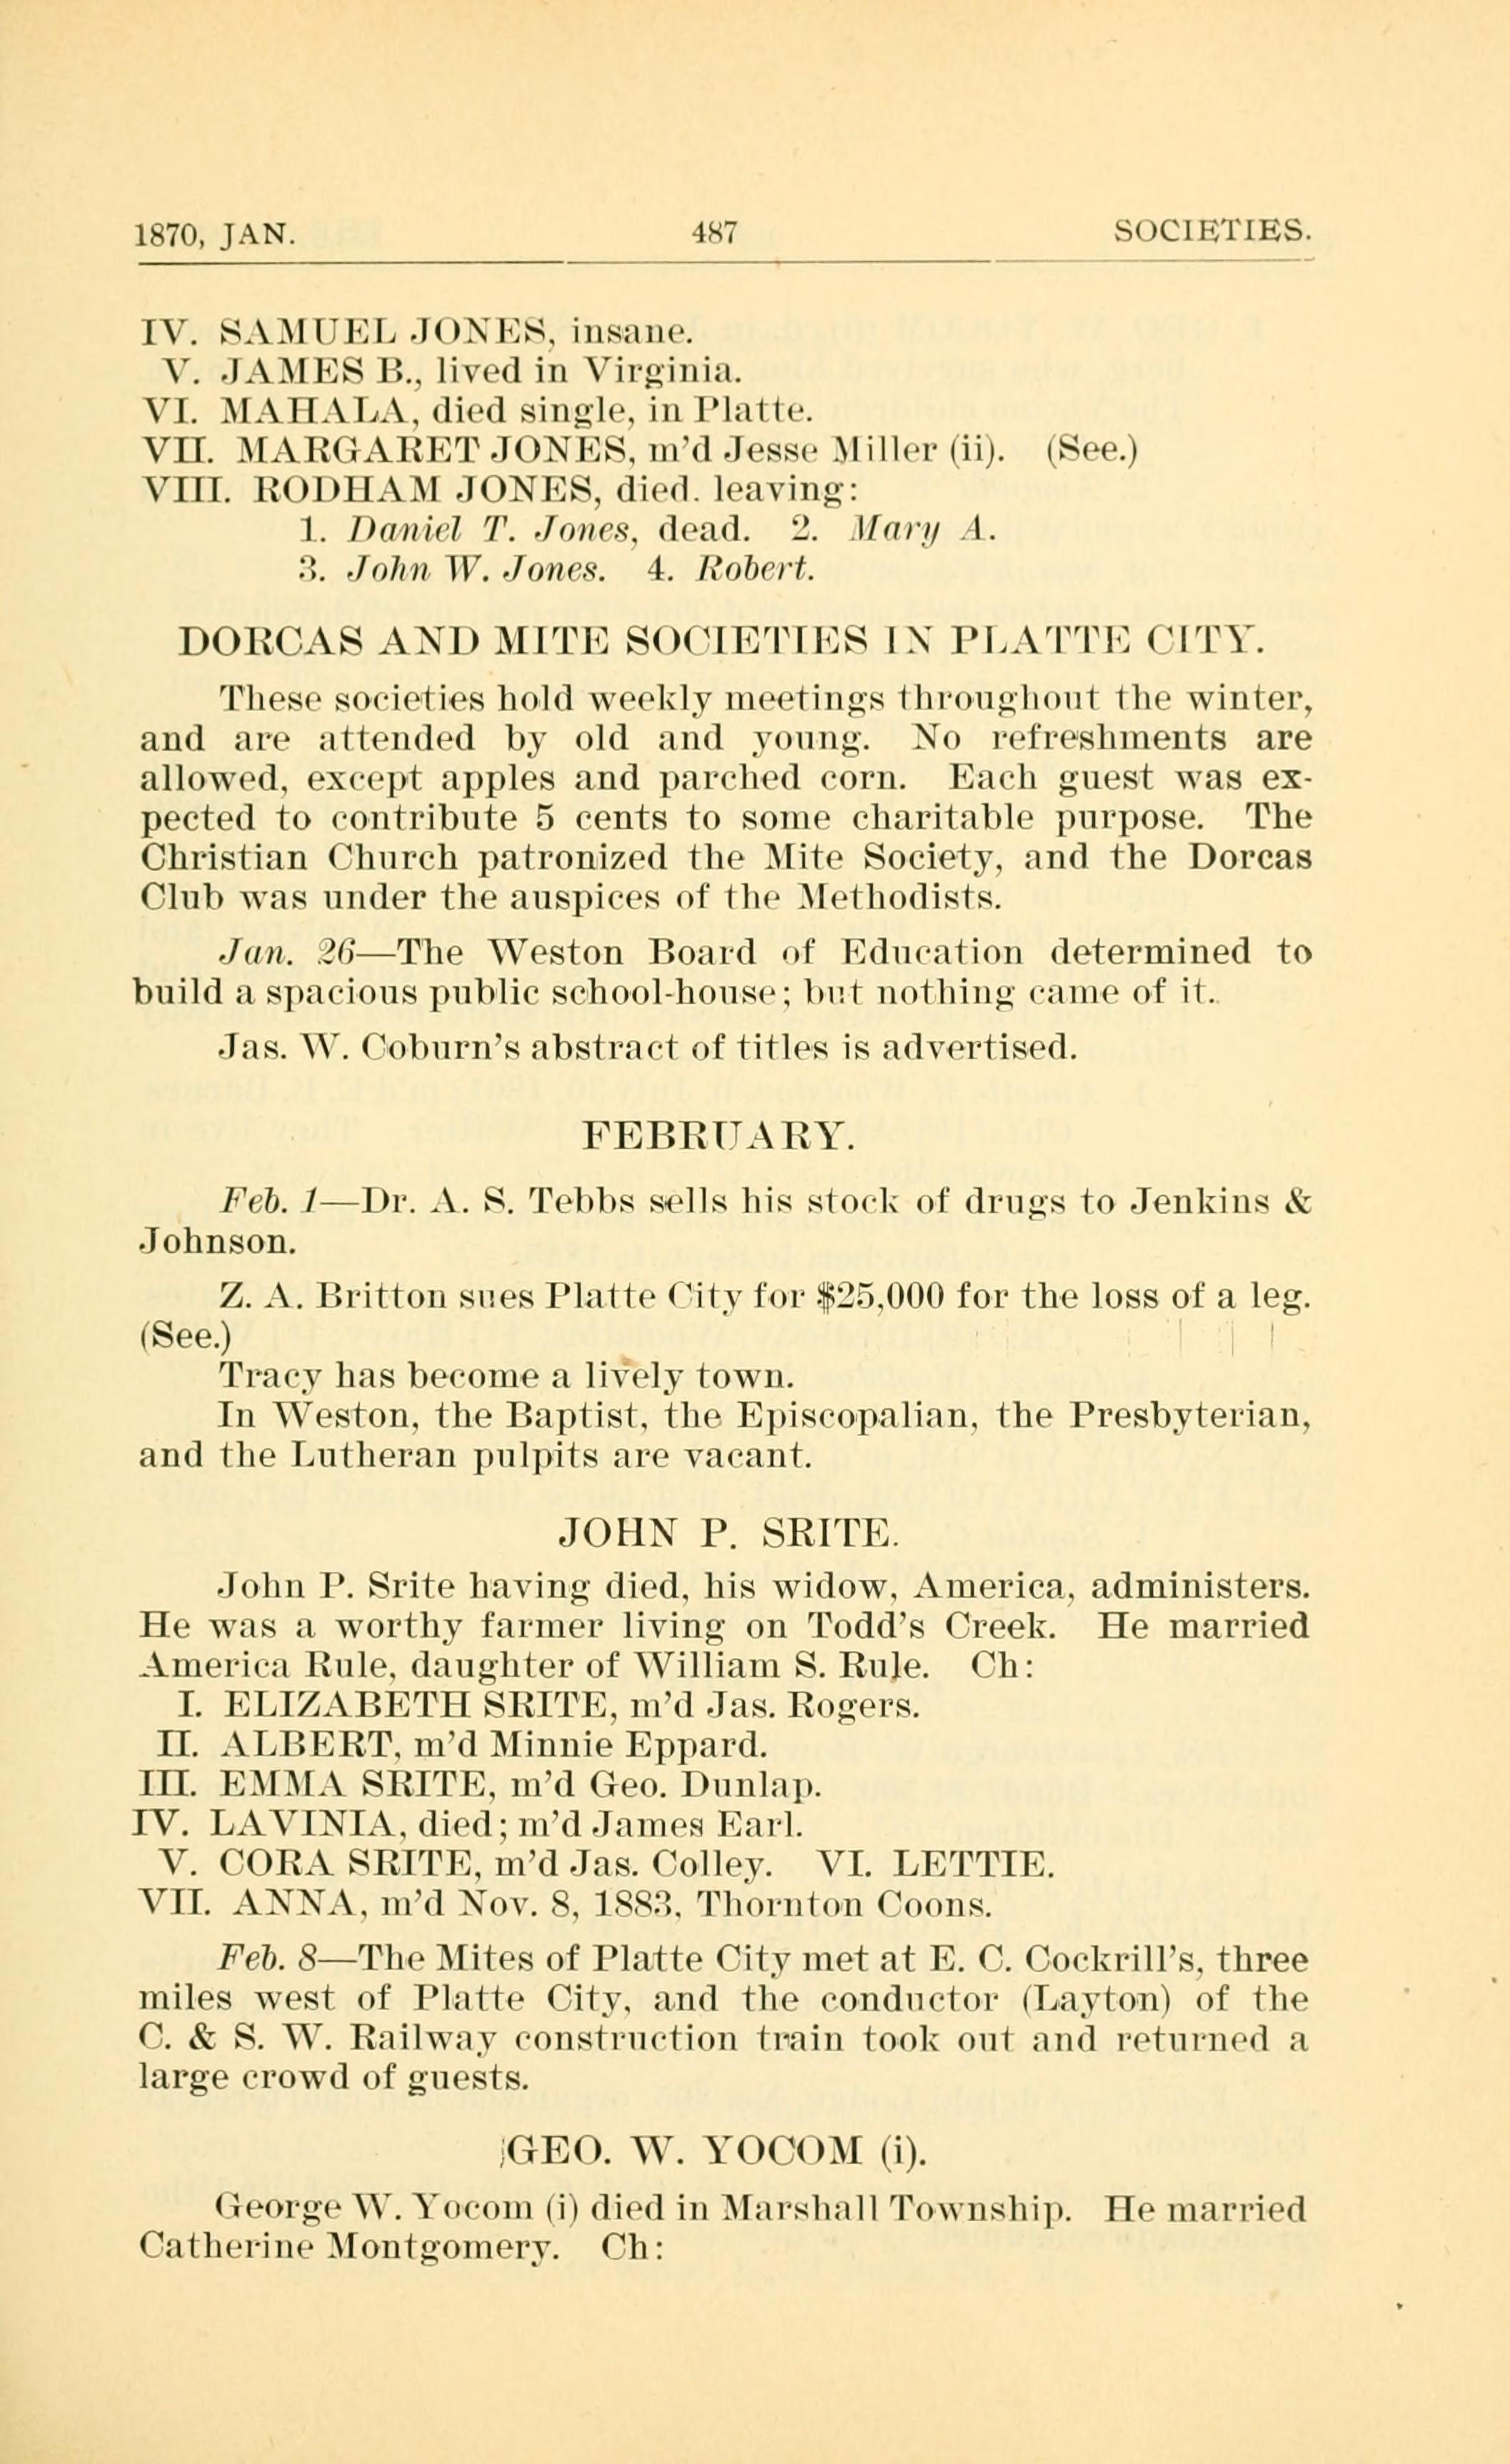 1870, JAN. 487 SOCIETIES.
IV. SAMUEL JONES, insane.
V. JAMES B., lived in Virginia.
VI. MAHALA, died single, in Platte.
VII. MARGARET JONES, m'd Jesse Miller (ii). (See.)
VIII. RODHAM JONES, died. leaving:
1. Daniel T. Jones, dead. 2. Mary A.
3. John W. Jones. 4. Robert.
DORCAS AND MITE SOCIETIES IN PLATTE CITY.
These societies hold weekly meetings throughout the winter,
and are attended by old and young. No refreshments are
allowed, except apples and parched corn. Each guest was ex-
pected to contribute 5 cents to some charitable purpose. The
Christian Church patronized the Mite Society, and the Dorcas
Club was under the auspices of the Methodists.
Jan. 26—The Weston Board of Education determined to
build a spacious public school-house; but nothing came of it.
Jas. W. Coburn's abstract of titles is advertised.
FEBRUARY.
Feb. 1—Dr. A. S. Tebbs sells his stock of drugs to Jenkins &
Johnson.
Z. A. Britton sues Platte City for $25,000 for the loss of a leg.
(See.)
Tracy has become a lively town.
In Weston, the Baptist, the Episcopalian, the Presbyterian,
and the Lutheran pulpits are vacant.
JOHN P. SRITE.
John P. Srite having died, his widow, America, administers.
He was a worthy farmer living on Todd's Creek. He married
America Rule, daughter of William S. Rule. Ch:
I. ELIZABETH SRITE, m'd Jas. Rogers.
II. ALBERT, m'd Minnie Eppard.
III. EMMA SRITE, m'd Geo. Dunlap.
IV. LAVINIA, died; m'd James Earl.
V. CORA SRITE, m'd Jas. Colley. VI. LETTIE.
VII. ANNA, m'd Nov. 8, 1883, Thornton Coons.
Feb. 8—The Mites of Platte City met at E. C. Cockrill's, three
miles west of Platte City, and the conductor (Layton) of the
C. & S. W. Railway construction train took out and returned a
large crowd of guests.
GEO. W. YOCOM (i).
George W. Yocom (i) died in Marshall Township. He married
Catherine Montgomery. Ch: